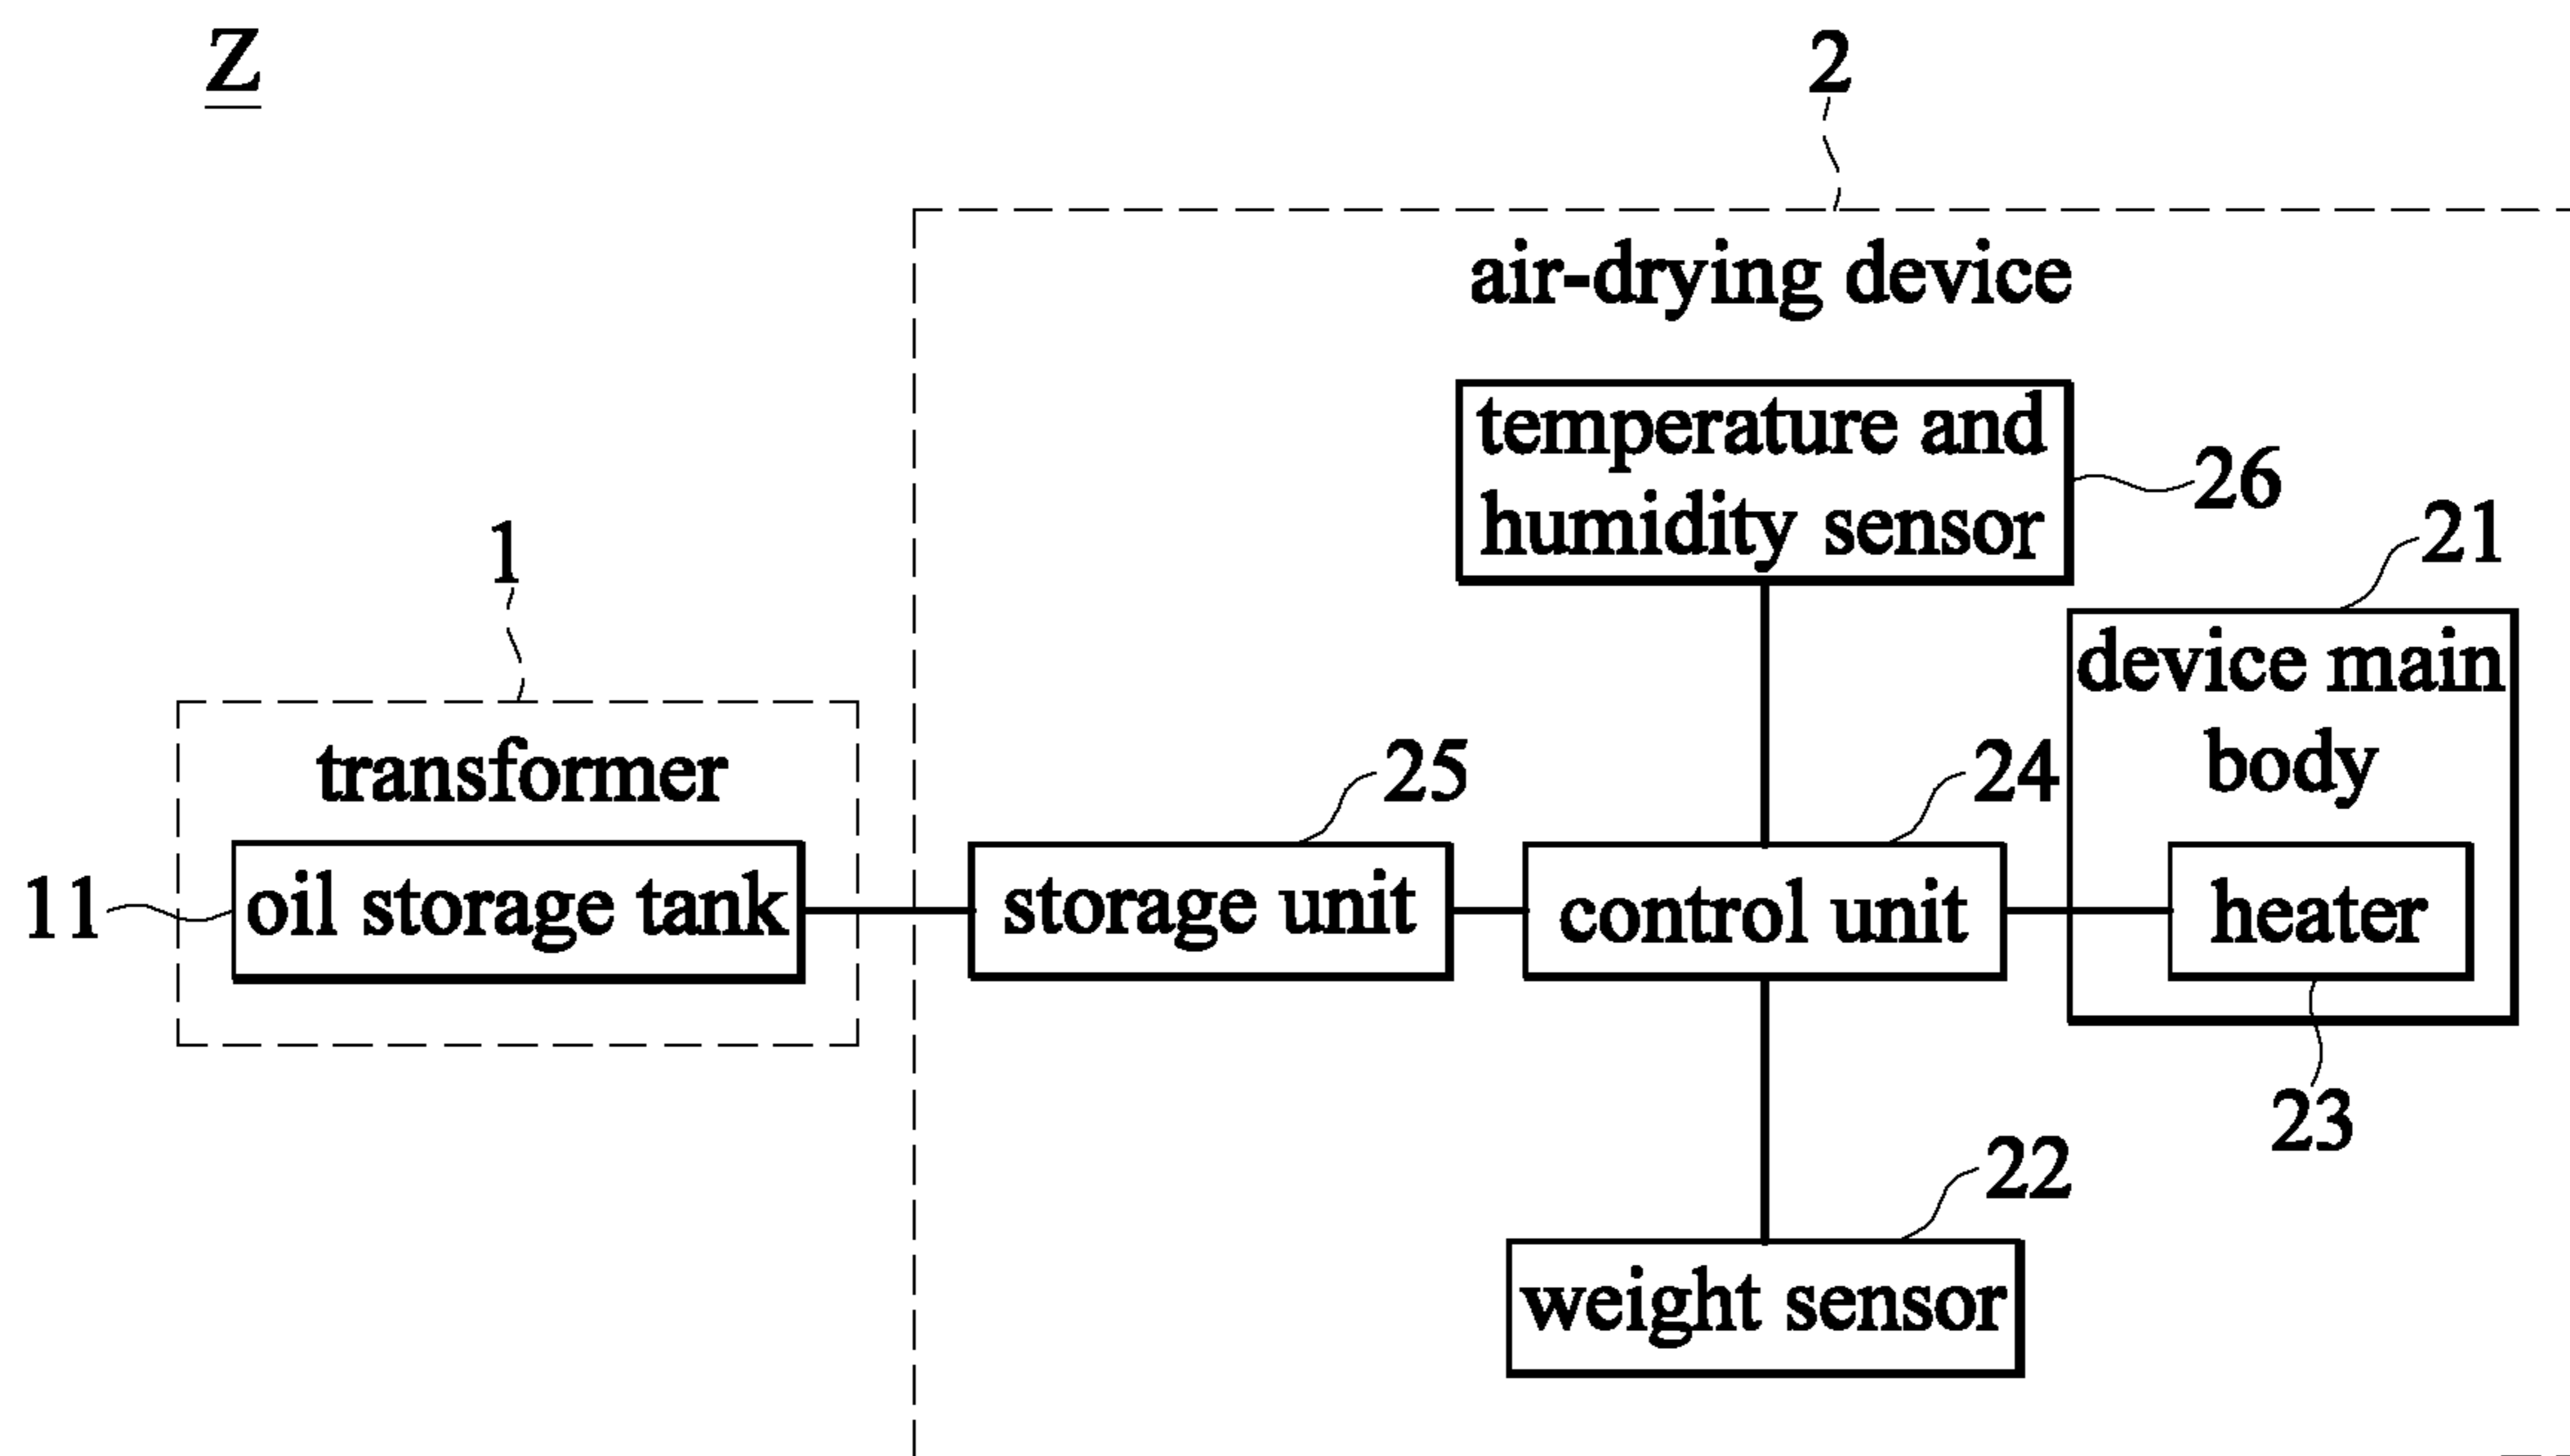 Z
2
air-drying device
temperature and
humidity sensor
26
21
1
device main
body
transformer
25
24
11
oil storage tank
storage unit
control unit
heater
23
22
weight sensor